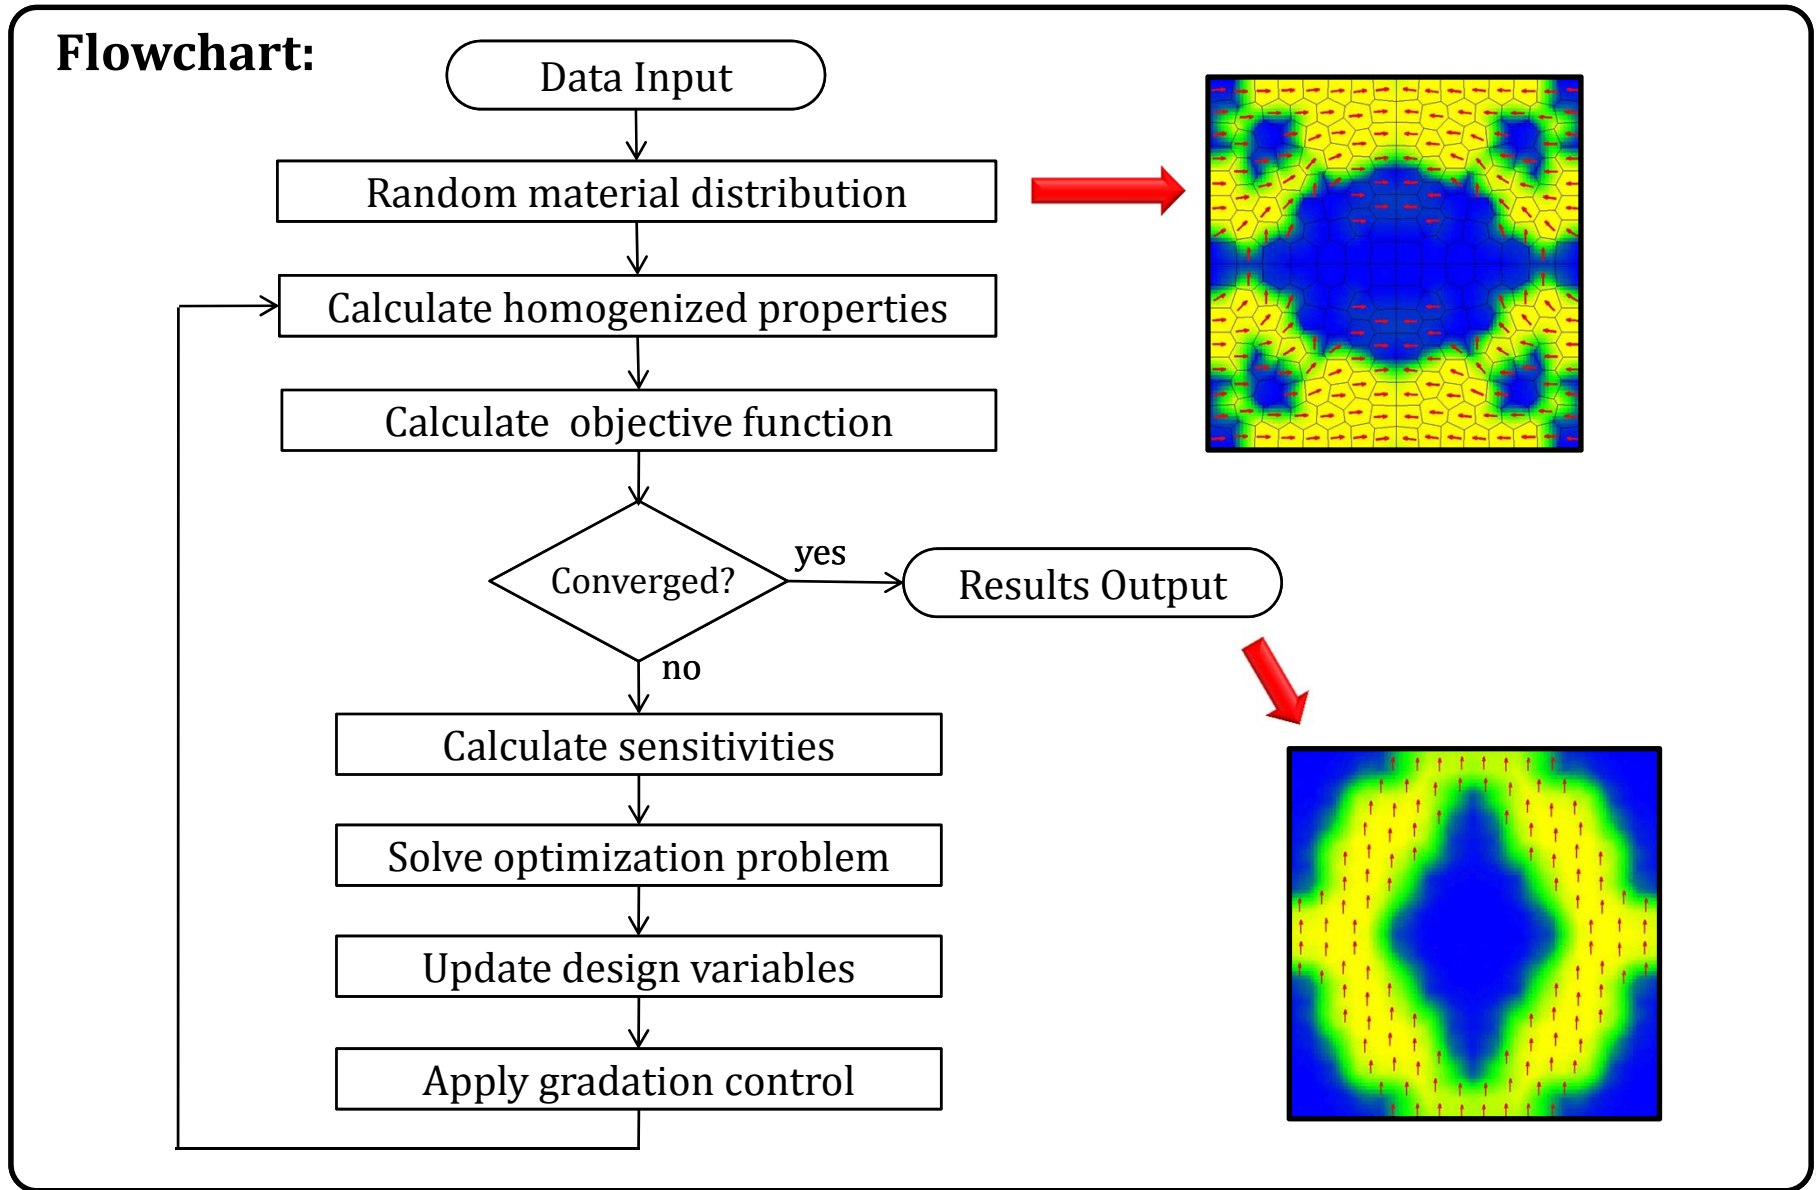 Flowchart:
Data Input
Random material distribution
Calculate homogenized properties
Calculate objective function
Converged?
yes
Results Output
no
Calculate sensitivities
Solve optimization problem
Update design variables
Apply gradation control